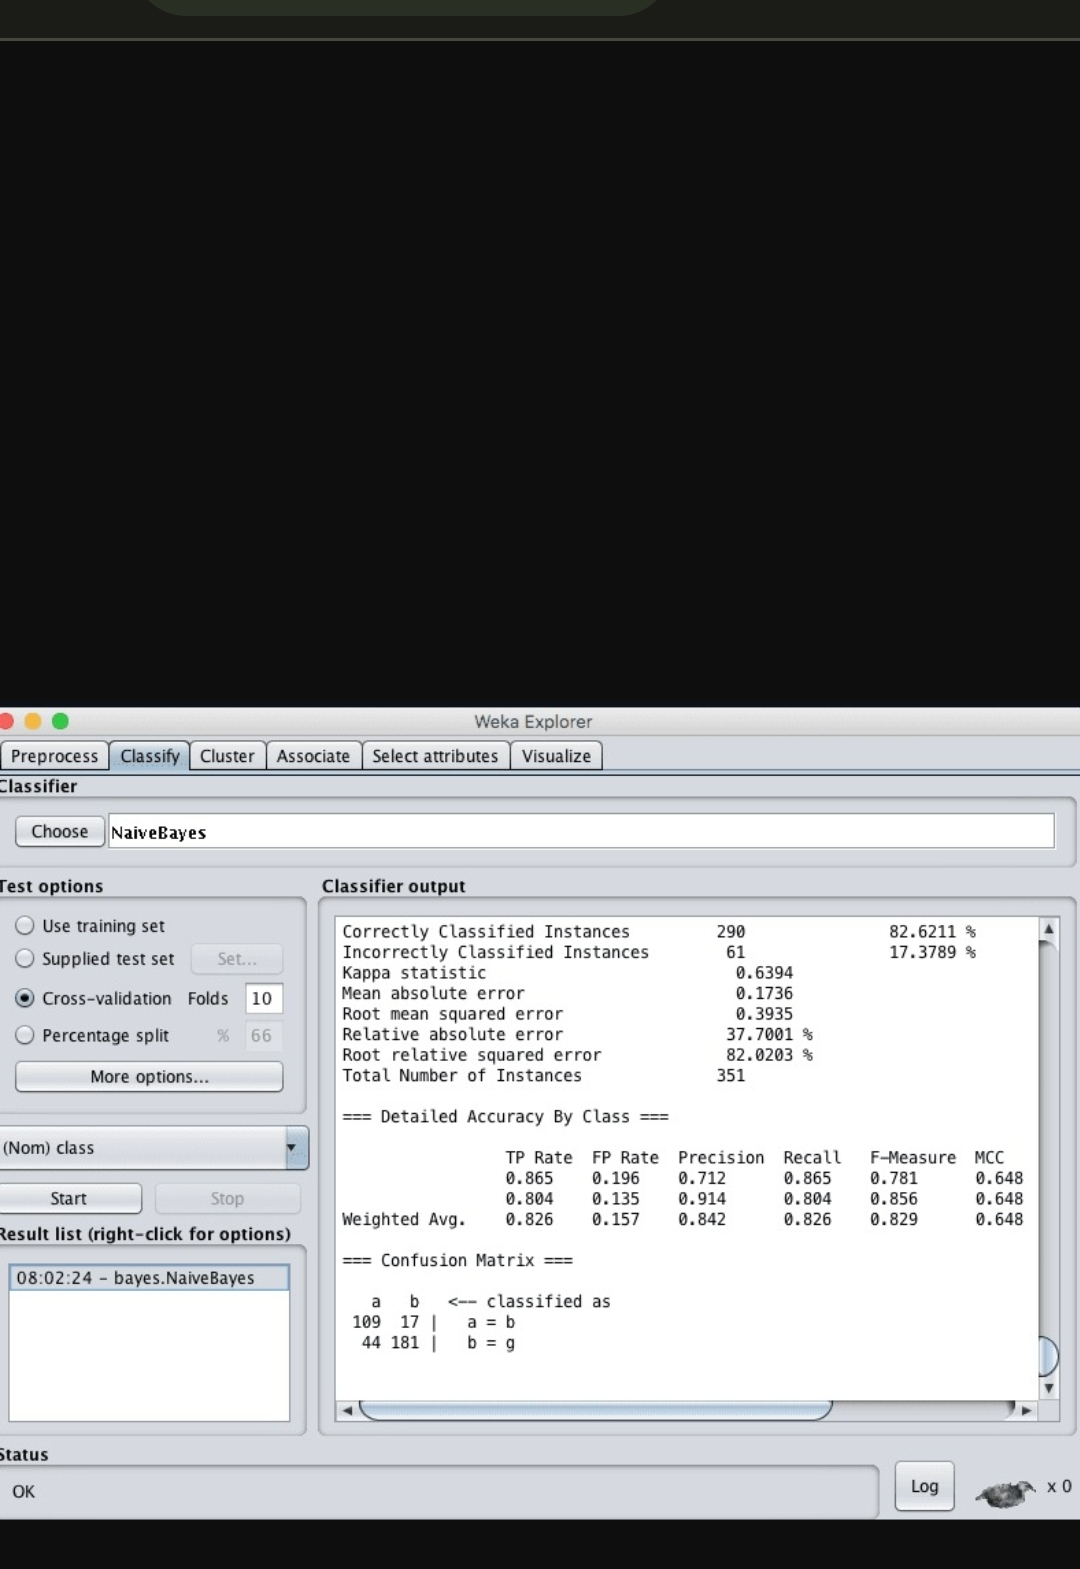 Weka Explorer
Preprocess Classify Cluster Associate Select attributes Visualize
Classifier
Choose NaiveBayes
Test options
Use training set
Supplied test set Set...
Cross-validation Folds 10
Percentage split % 66
More options...
(Nom) class
Start Stop
Result list (right-click for options)
08:02:24 - bayes.NaiveBayes
Classifier output
Correctly Classified Instances 290 82.6211 %
Incorrectly Classified Instances 61 17.3789 %
Kappa statistic 0.6394
Mean absolute error 0.1736
Root mean squared error 0.3935
Relative absolute error 37.7001 %
Root relative squared error 82.0203 %
Total Number of Instances 351
=== Detailed Accuracy By Class ===
TP Rate FP Rate Precision Recall F-Measure MCC
0.865 0.196 0.712 0.865 0.781 0.648
0.804 0.135 0.914 0.804 0.856 0.648
Weighted Avg. 0.826 0.157 0.842 0.826 0.829 0.648
=== Confusion Matrix ===
a b <-- classified as
109 17 | a = b
44 181 | b = g
Status
OK
Log x 0